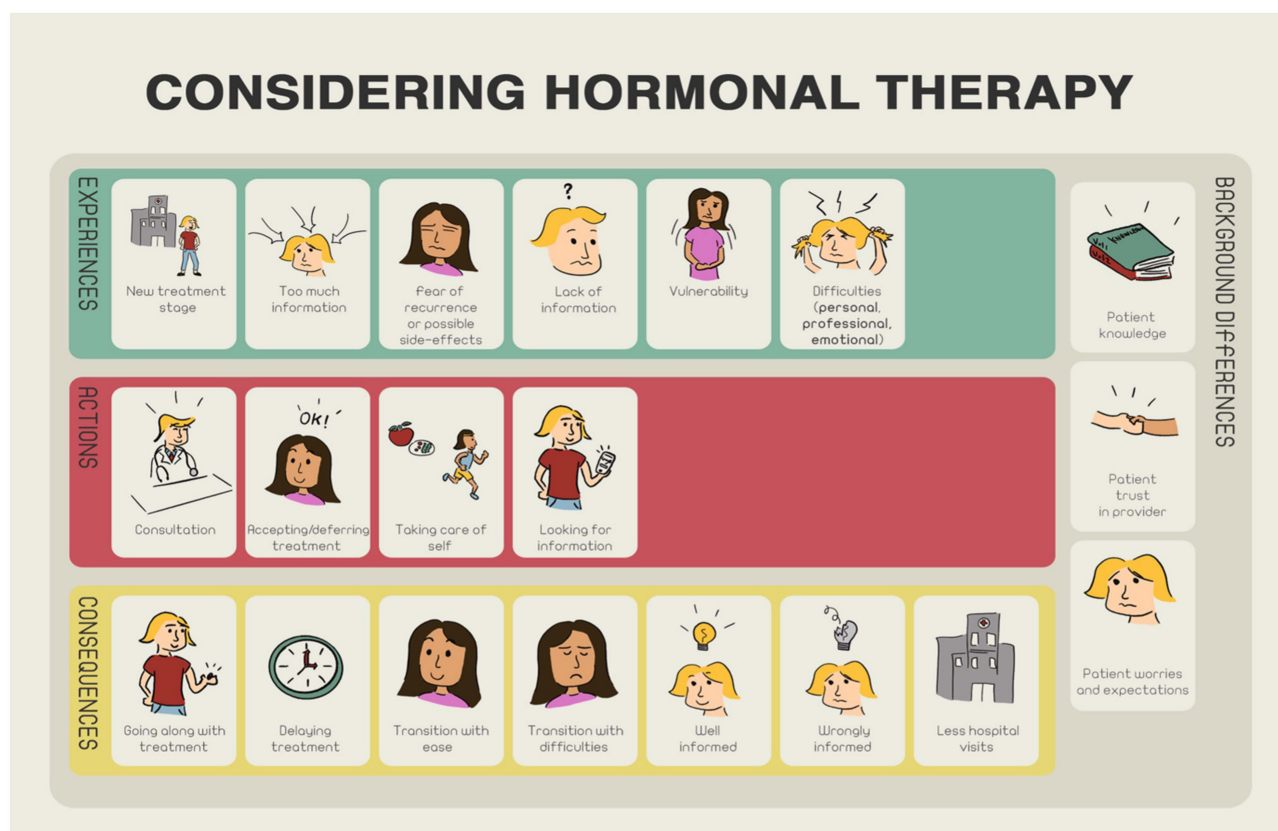 CONSIDERING HORMONAL THERAPY
EXPERIENCES
New treatment
stage
Too much
information
Fear of
recurrence
or possible
side-effects
?
Lack of
information
Vulnerability
Difficulties
(personal,
professional,
emotional)
ACTIONS
Consultation
OK!
Accepting/deferring
treatment
Taking care of
self
Looking for
information
CONSEQUENCES
Going along with
treatment
Delaying
treatment
Transition with
ease
Transition with
difficulties
Well
informed
Wrongly
informed
Less hospital
visits
BACKGROUND DIFFERENCES
Patient
knowledge
Patient
trust
in provider
Patient worries
and expectations